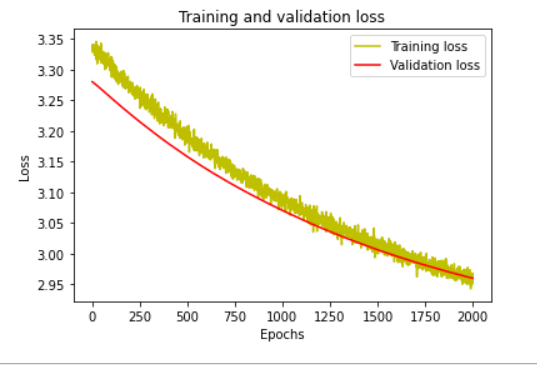 Training and validation loss
3.35
3.30
3.25
3.20
3.15
3.10
3.05
3.00
2.95
Loss
Training loss
Validation loss
0 250 500 750 1000 1250 1500 1750 2000
Epochs